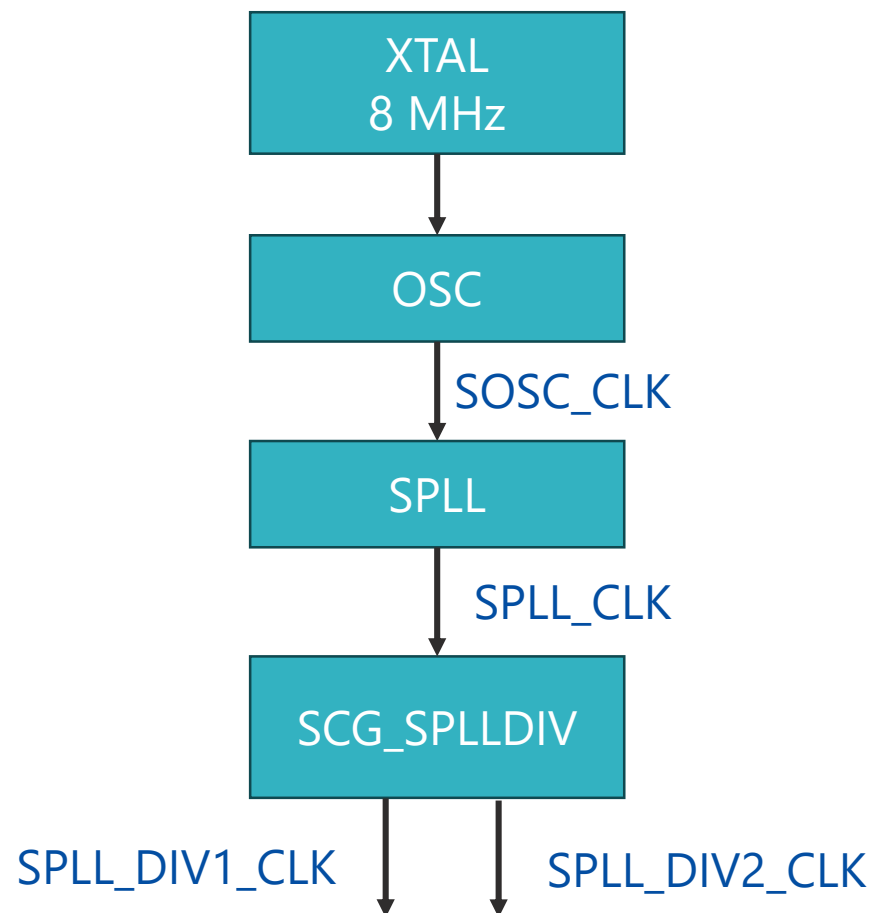 XTAL
8 MHz
OSC
SOSC_CLK
SPLL
SPLL_CLK
SCG_SPLLDIV
SPLL_DIV1_CLK
SPLL_DIV2_CLK